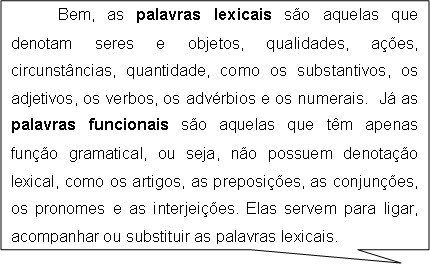 Bem, as palavras lexicais são aquelas que
denotam seres e objetos, qualidades, ações,
circunstâncias, quantidade, como os substantivos, os
adjetivos, os verbos, os advérbios e os numerais. Já as
palavras funcionais são aquelas que têm apenas
função gramatical, ou seja, não possuem denotação
lexical, como os artigos, as preposições, as conjunções,
os pronomes e as interjeições. Elas servem para ligar,
acompanhar ou substituir as palavras lexicais.